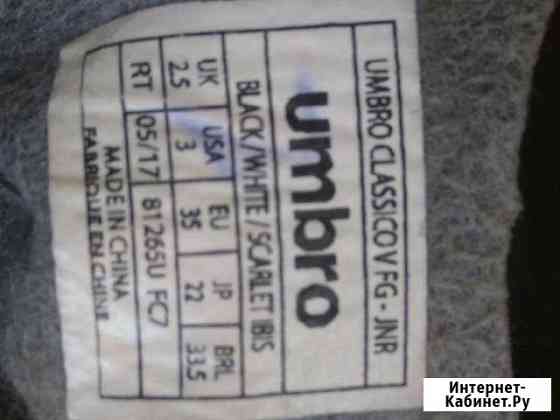 UMBRO CLASSICO V FG - JNR
umbro
BLACK/WHITE/SCARLET IBIS
UK USA EU JP BRL
2.5 3 35 22 33.5
RT 05/17 81265U FC7
MADE IN CHINA
FABRIQUE EN CHINE
Интернет-
Кабинет.Ру